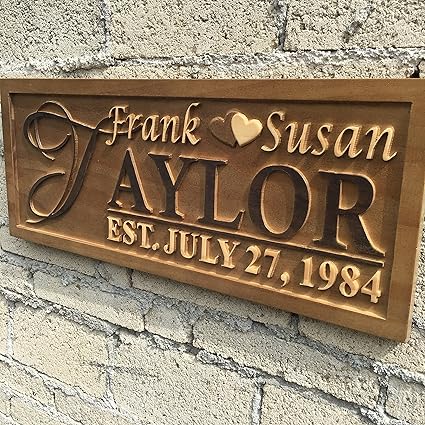 Frank Susan
TAYLOR
EST. JULY 27, 1984